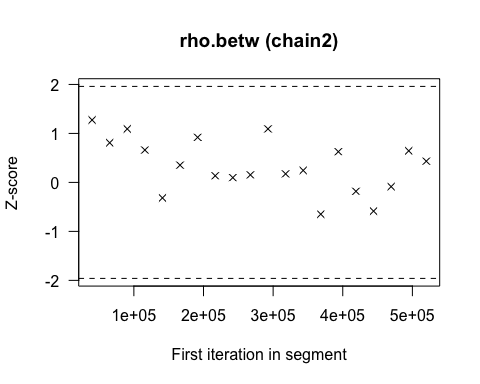 rho.betw (chain2)
2
1
0
-1
-2
Z-score
1e+05 2e+05 3e+05 4e+05 5e+05
First iteration in segment